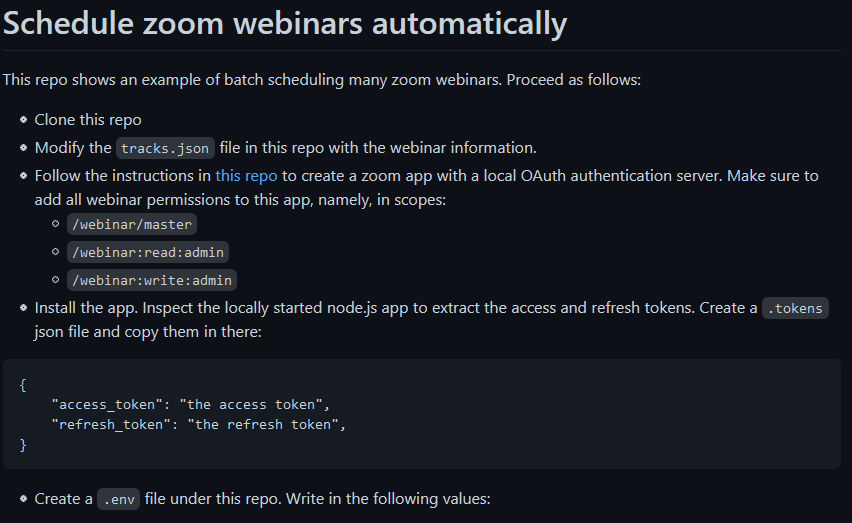 Schedule zoom webinars automatically
This repo shows an example of batch scheduling many zoom webinars. Proceed as follows:
Clone this repo
Modify the tracks.json file in this repo with the webinar information.
Follow the instructions in this repo to create a zoom app with a local OAuth authentication server. Make sure to
add all webinar permissions to this app, namely, in scopes:
/webinar/master
/webinar:read:admin
/webinar:write:admin
Install the app. Inspect the locally started node.js app to extract the access and refresh tokens. Create a .tokens
json file and copy them in there:
{
    "access_token": "the access token",
    "refresh_token": "the refresh token",
}
Create a .env file under this repo. Write in the following values: